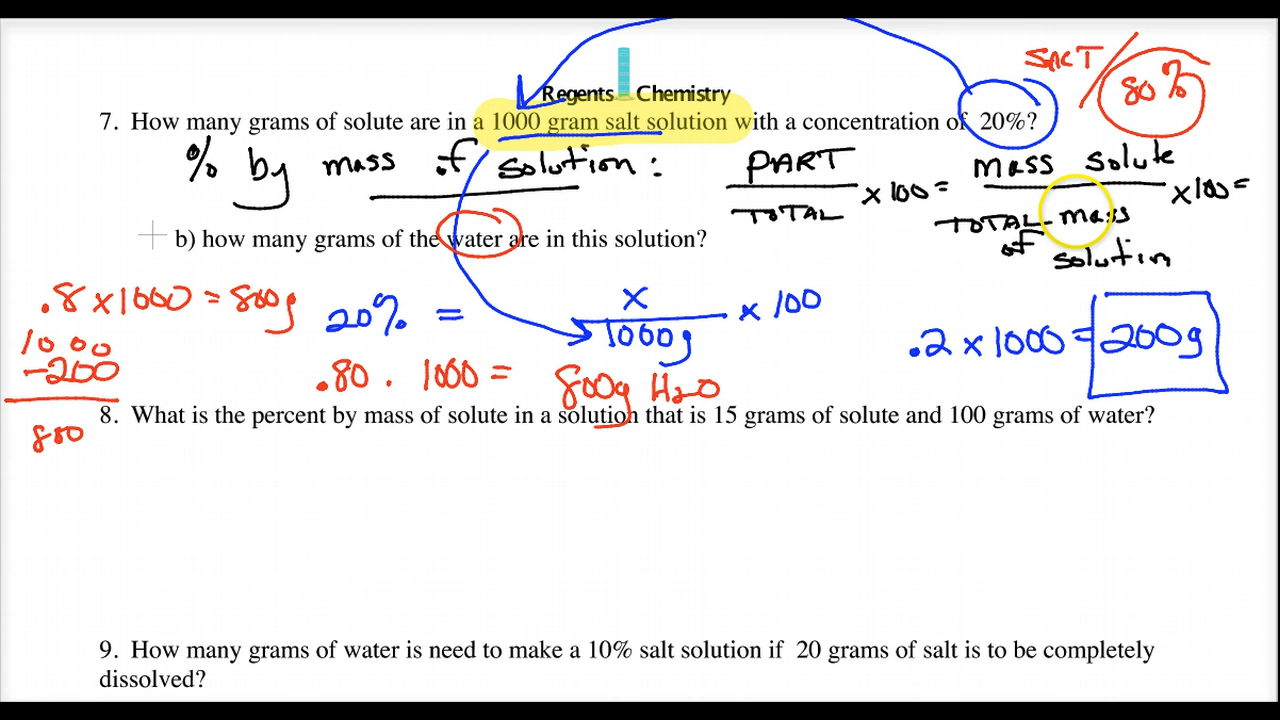 SALT / 80%
Regents Chemistry
7. How many grams of solute are in a 1000 gram salt solution with a concentration of 20%?
% by mass of solution: PART / TOTAL x 100 = mass solute / TOTAL mass of solution x 100 =
b) how many grams of the water are in this solution?
.8 x 1000 = 800g
20% = x / 1000g x 100
.2 x 1000 = 200g
1000
-200
800
.80 . 1000 = 800g H2O
8. What is the percent by mass of solute in a solution that is 15 grams of solute and 100 grams of water?
9. How many grams of water is need to make a 10% salt solution if 20 grams of salt is to be completely
dissolved?